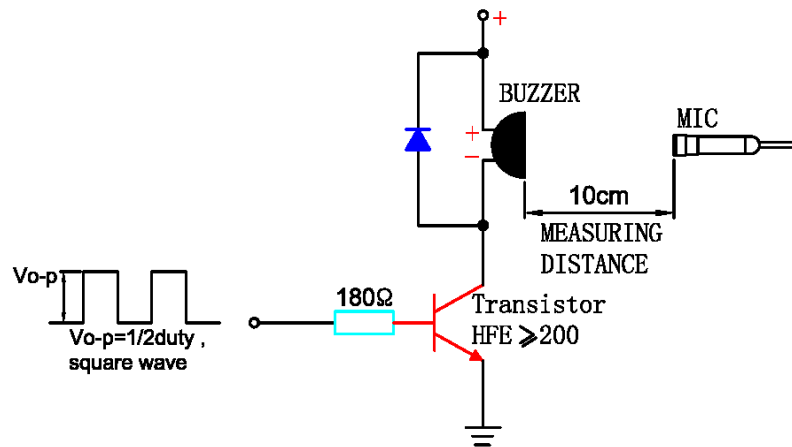 +
BUZZER
+
−
MIC
10cm
MEASURING
DISTANCE
Vo-p
180Ω
Transistor
HFE ⩾200
Vo-p=1/2duty ,
square wave